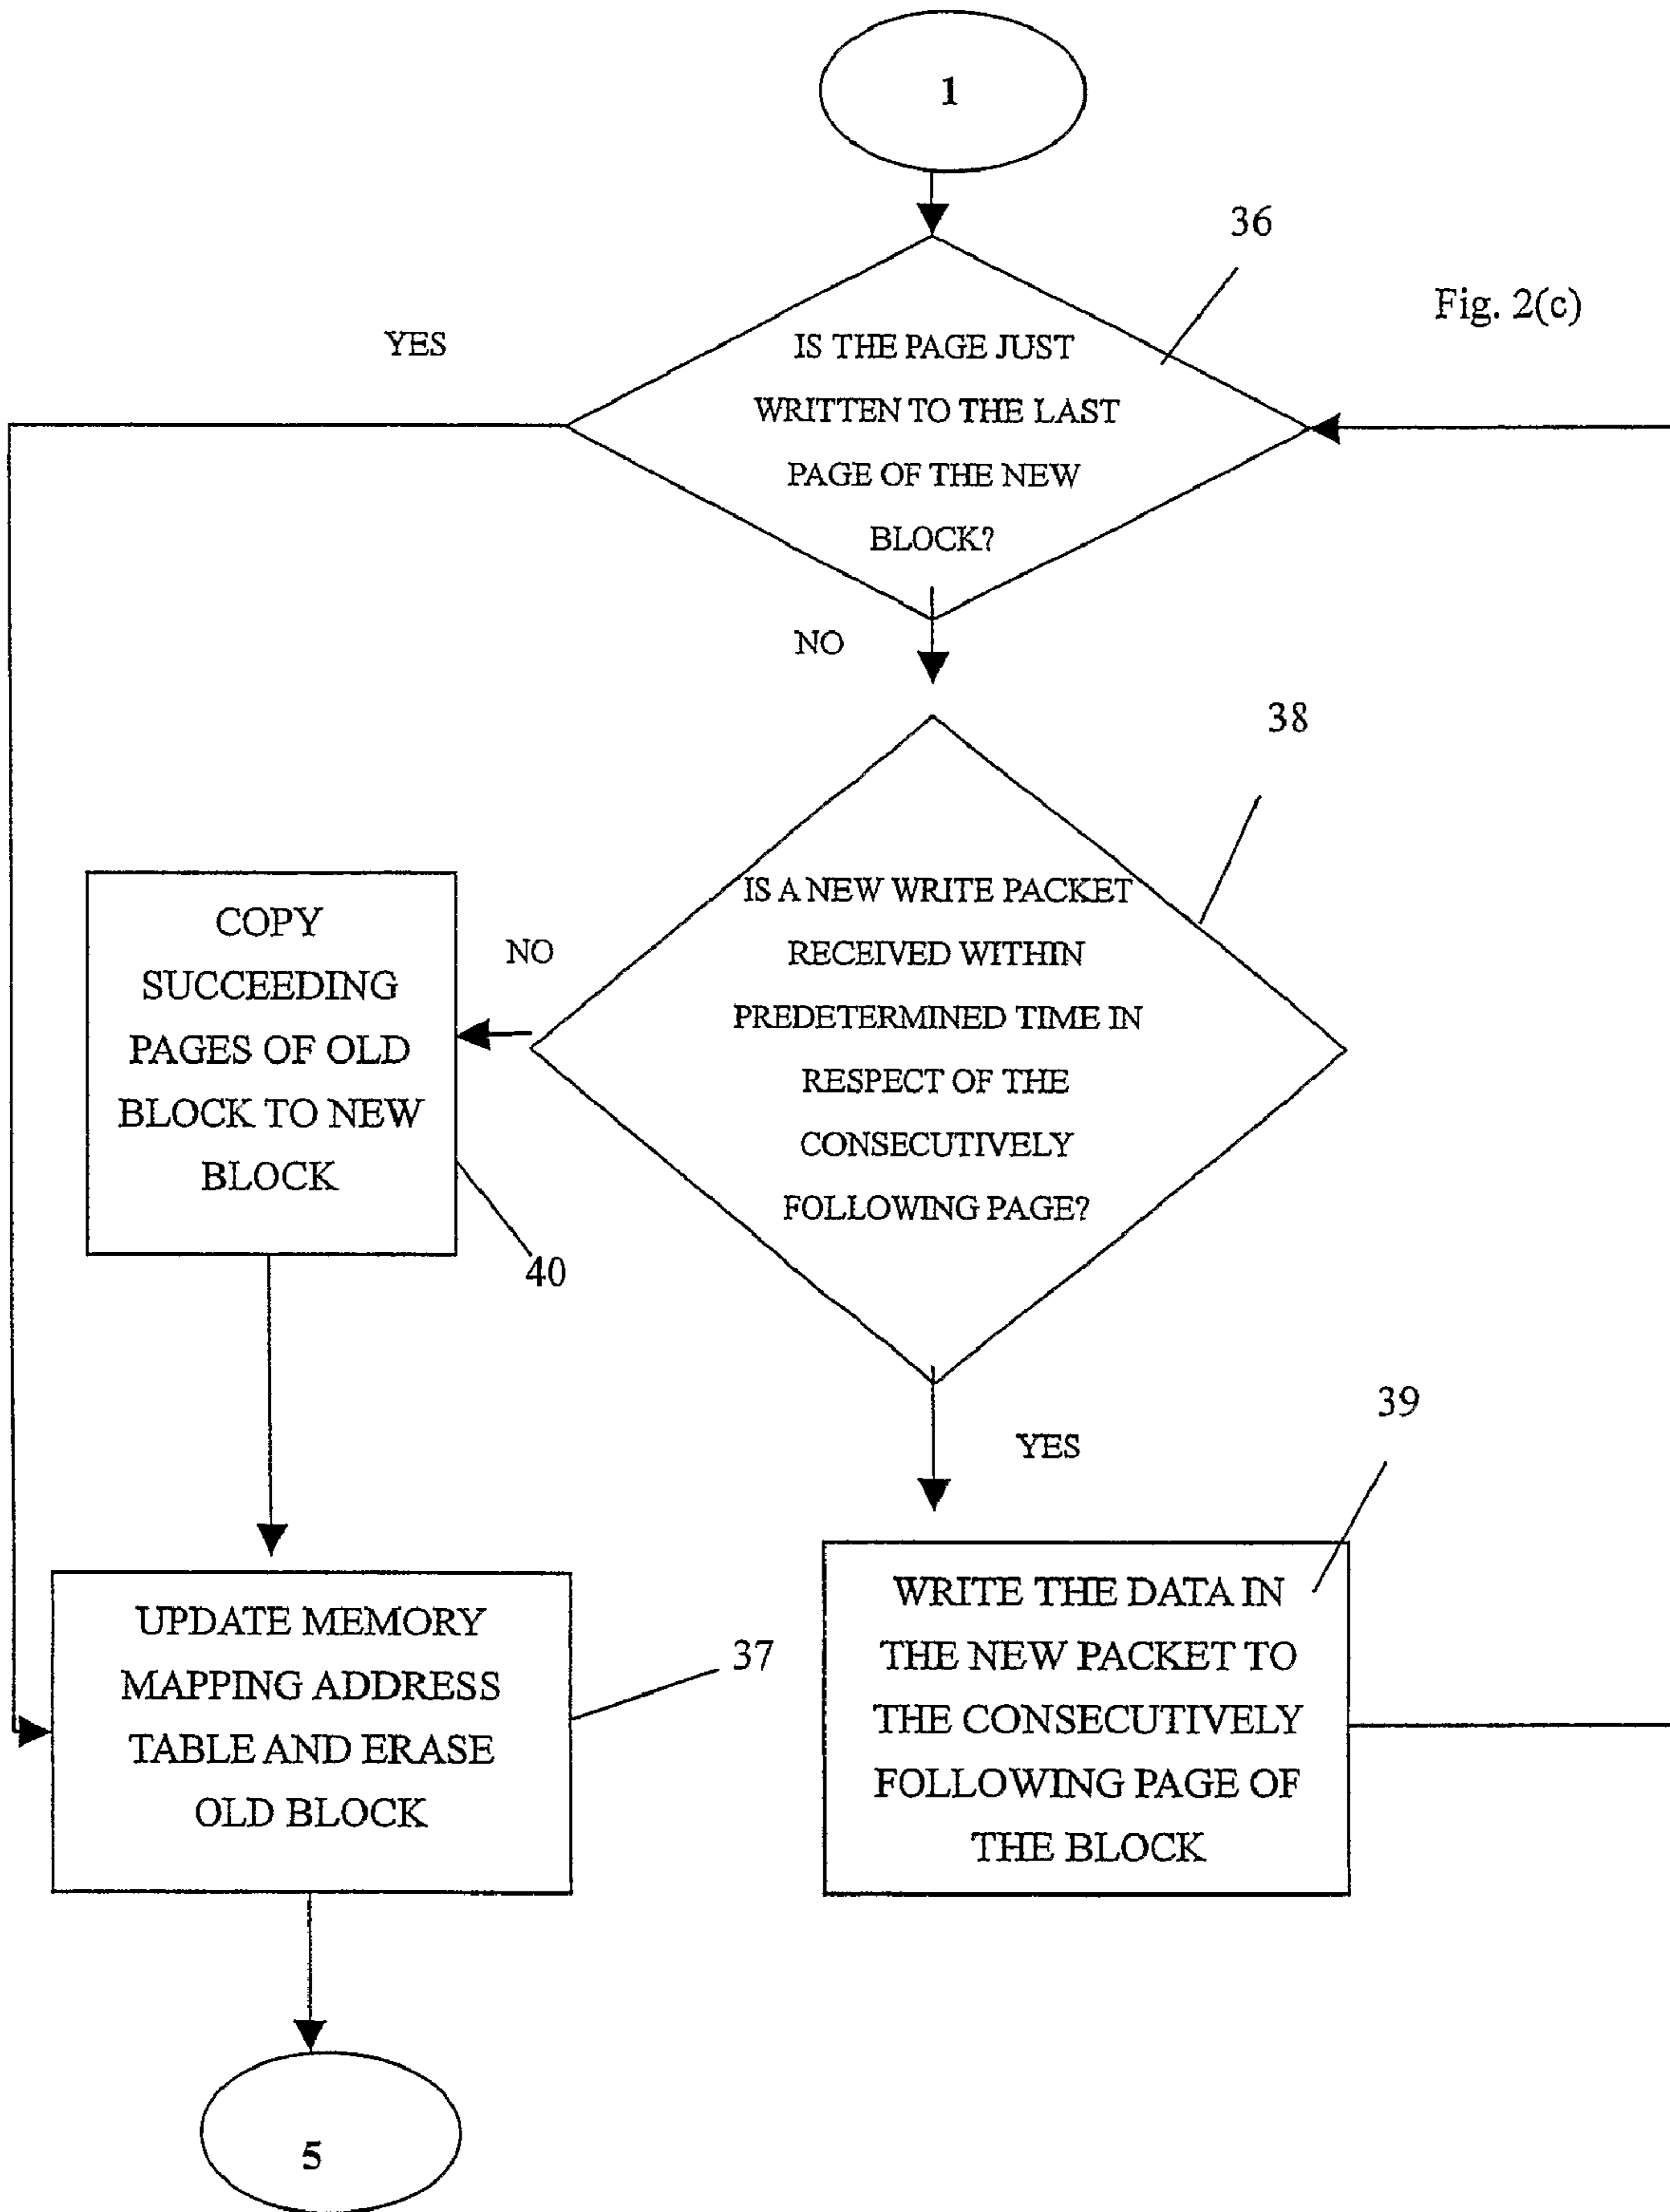 1
36
Fig. 2(c)
YES
IS THE PAGE JUST
WRITTEN TO THE LAST
PAGE OF THE NEW
BLOCK?
NO
38
IS A NEW WRITE PACKET
RECEIVED WITHIN
PREDETERMINED TIME IN
RESPECT OF THE
CONSECUTIVELY
FOLLOWING PAGE?
NO
COPY
SUCCEEDING
PAGES OF OLD
BLOCK TO NEW
BLOCK
40
YES
39
WRITE THE DATA IN
THE NEW PACKET TO
THE CONSECUTIVELY
FOLLOWING PAGE OF
THE BLOCK
UPDATE MEMORY
MAPPING ADDRESS
TABLE AND ERASE
OLD BLOCK
37
5